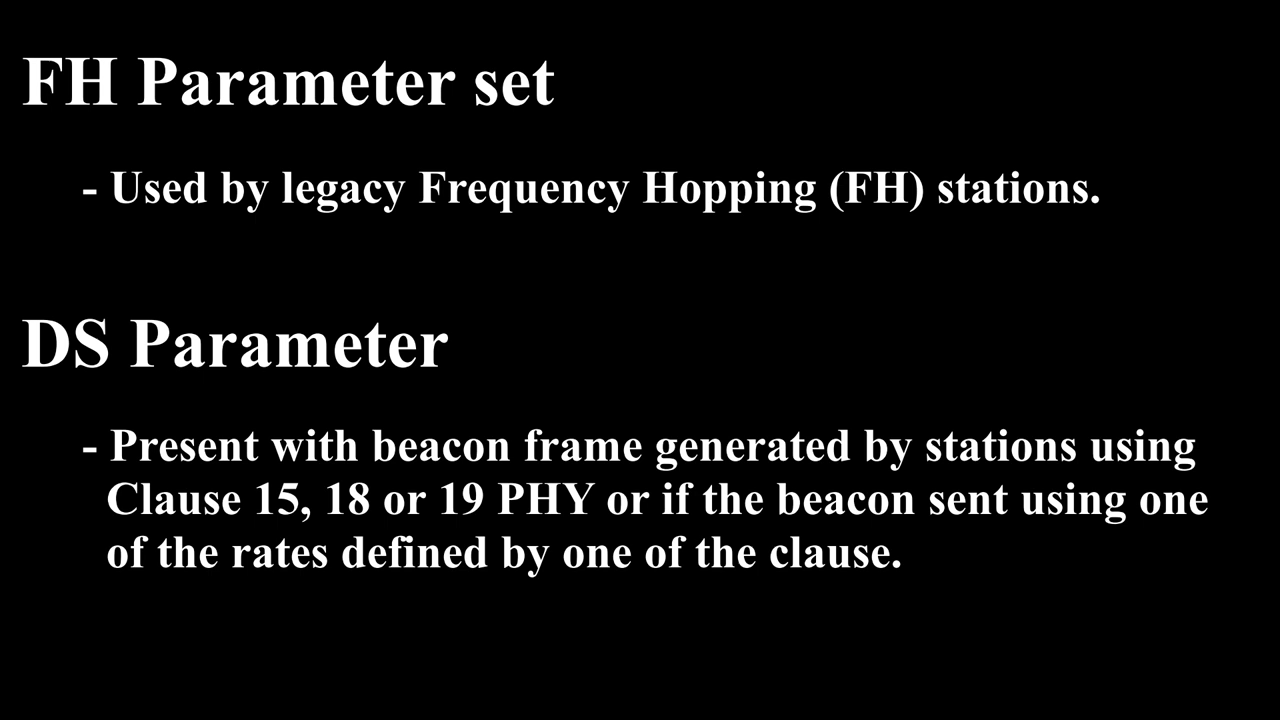 FH Parameter set
- Used by legacy Frequency Hopping (FH) stations.
DS Parameter
- Present with beacon frame generated by stations using
Clause 15, 18 or 19 PHY or if the beacon sent using one
of the rates defined by one of the clause.